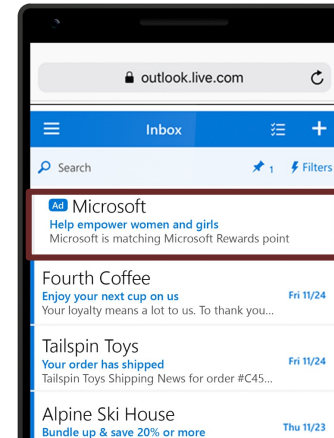 outlook.live.com
Inbox
Search
1 Filters
Ad Microsoft
Help empower women and girls
Microsoft is matching Microsoft Rewards point
Fourth Coffee
Enjoy your next cup on us Fri 11/24
Your loyalty means a lot to us. To thank you...
Tailspin Toys
Your order has shipped Fri 11/24
Tailspin Toys Shipping News for order #C45...
Alpine Ski House
Bundle up & save 20% or more Thu 11/23